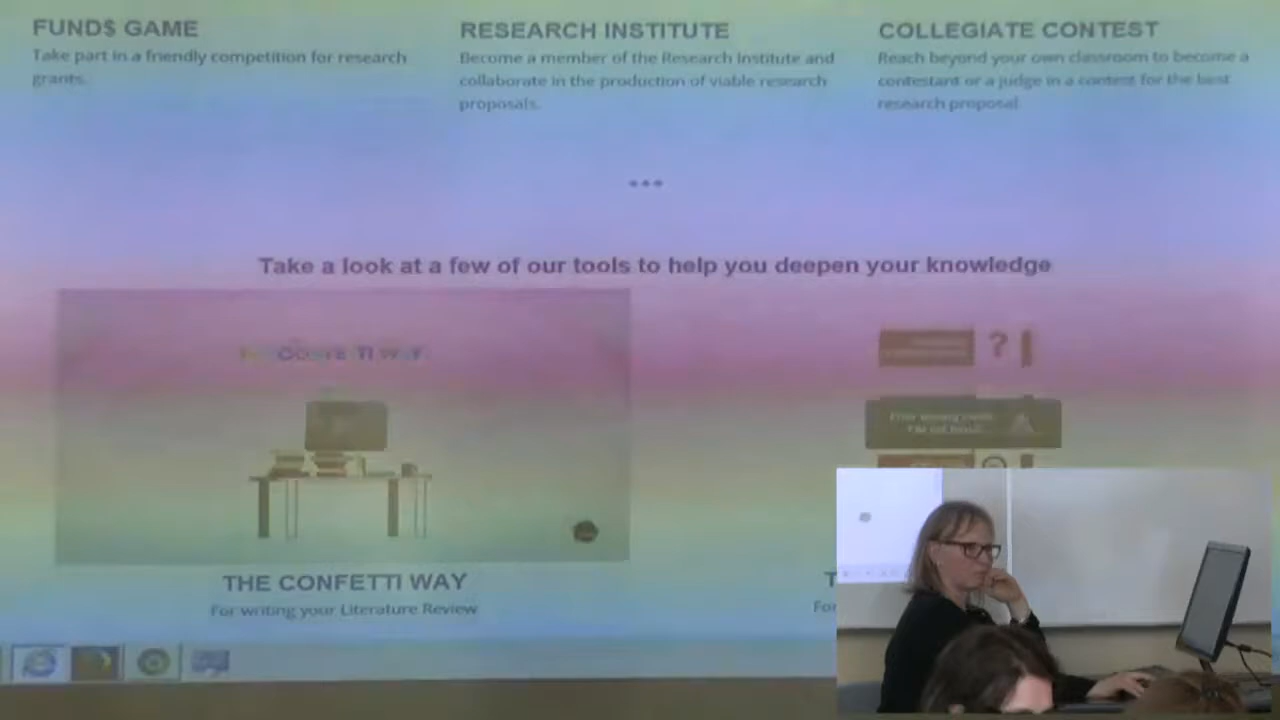 FUND$ GAME
Take part in a friendly competition for research
grants.
RESEARCH INSTITUTE
Become a member of the Research Institute and
collaborate in the production of viable research
proposals.
COLLEGIATE CONTEST
Reach beyond your own classroom to become a
contestant or a judge in a contest for the best
research proposal.
•••
Take a look at a few of our tools to help you deepen your knowledge
?
THE CONFETTI WAY
For writing your Literature Review
T
For